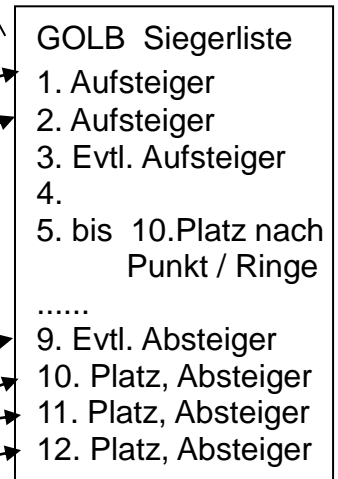 GOLB Siegerliste
1. Aufsteiger
2. Aufsteiger
3. Evtl. Aufsteiger
4.
5. bis 10.Platz nach
Punkt / Ringe
......
9. Evtl. Absteiger
10. Platz, Absteiger
11. Platz, Absteiger
12. Platz, Absteiger